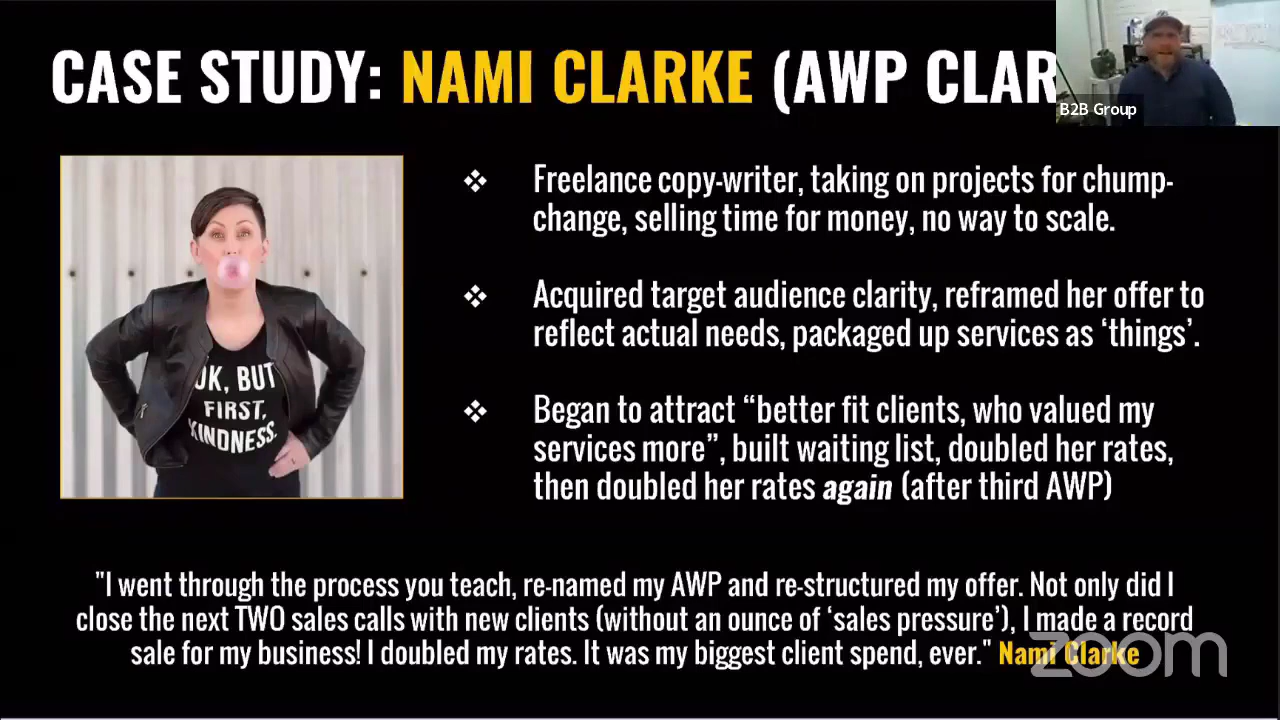 CASE STUDY: NAMI CLARKE (AWP CLAR
B2B Group
OK, BUT
FIRST,
KINDNESS.
❖ Freelance copy-writer, taking on projects for chump-
change, selling time for money, no way to scale.
❖ Acquired target audience clarity, reframed her offer to
reflect actual needs, packaged up services as ‘things’.
❖ Began to attract “better fit clients, who valued my
services more”, built waiting list, doubled her rates,
then doubled her rates again (after third AWP)
"I went through the process you teach, re-named my AWP and re-structured my offer. Not only did I
close the next TWO sales calls with new clients (without an ounce of ‘sales pressure’), I made a record
sale for my business! I doubled my rates. It was my biggest client spend, ever." Nami Clarke
zoom